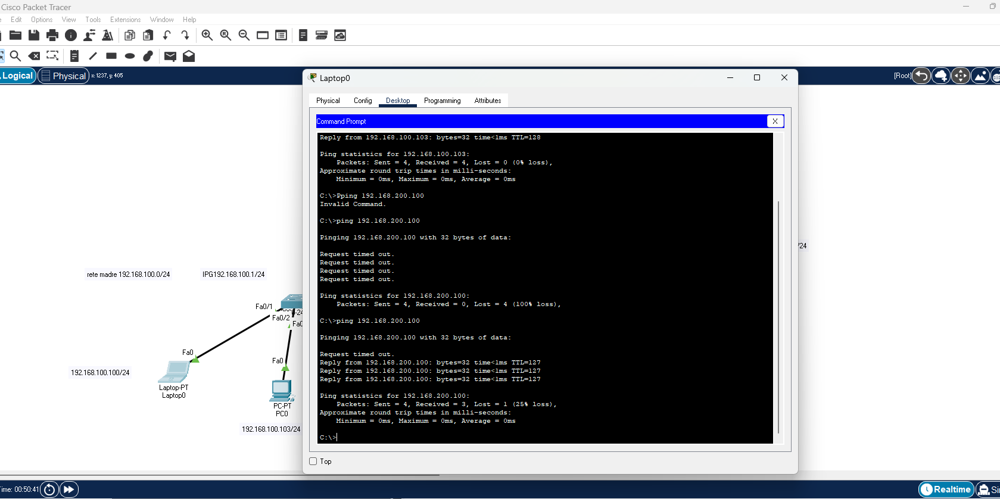 Cisco Packet Tracer
Edit Options View Tools Extensions Window Help
Logical Physical x: 1237, y: 405
[Root]
Laptop0
Physical Config Desktop Programming Attributes
Command Prompt X
Reply from 192.168.100.103: bytes=32 time<1ms TTL=128
Ping statistics for 192.168.100.103:
Packets: Sent = 4, Received = 4, Lost = 0 (0% loss),
Approximate round trip times in milli-seconds:
Minimum = 0ms, Maximum = 0ms, Average = 0ms
C:\>Pping 192.168.200.100
Invalid Command.
C:\>ping 192.168.200.100
Pinging 192.168.200.100 with 32 bytes of data:
Request timed out.
Request timed out.
Request timed out.
Request timed out.
Ping statistics for 192.168.200.100:
Packets: Sent = 4, Received = 0, Lost = 4 (100% loss),
C:\>ping 192.168.200.100
Pinging 192.168.200.100 with 32 bytes of data:
Request timed out.
Reply from 192.168.200.100: bytes=32 time<1ms TTL=127
Reply from 192.168.200.100: bytes=32 time<1ms TTL=127
Reply from 192.168.200.100: bytes=32 time<1ms TTL=127
Ping statistics for 192.168.200.100:
Packets: Sent = 4, Received = 3, Lost = 1 (25% loss),
Approximate round trip times in milli-seconds:
Minimum = 0ms, Maximum = 0ms, Average = 0ms
C:\>
Top
/24
rete madre 192.168.100.0/24
IPG192.168.100.1/24
Fa0/1
Fa0/2
Fa0
Fa0
192.168.100.100/24
Laptop-PT
Laptop0
Fa0
PC-PT
PC0
192.168.100.103/24
ime: 00:50:41
Realtime